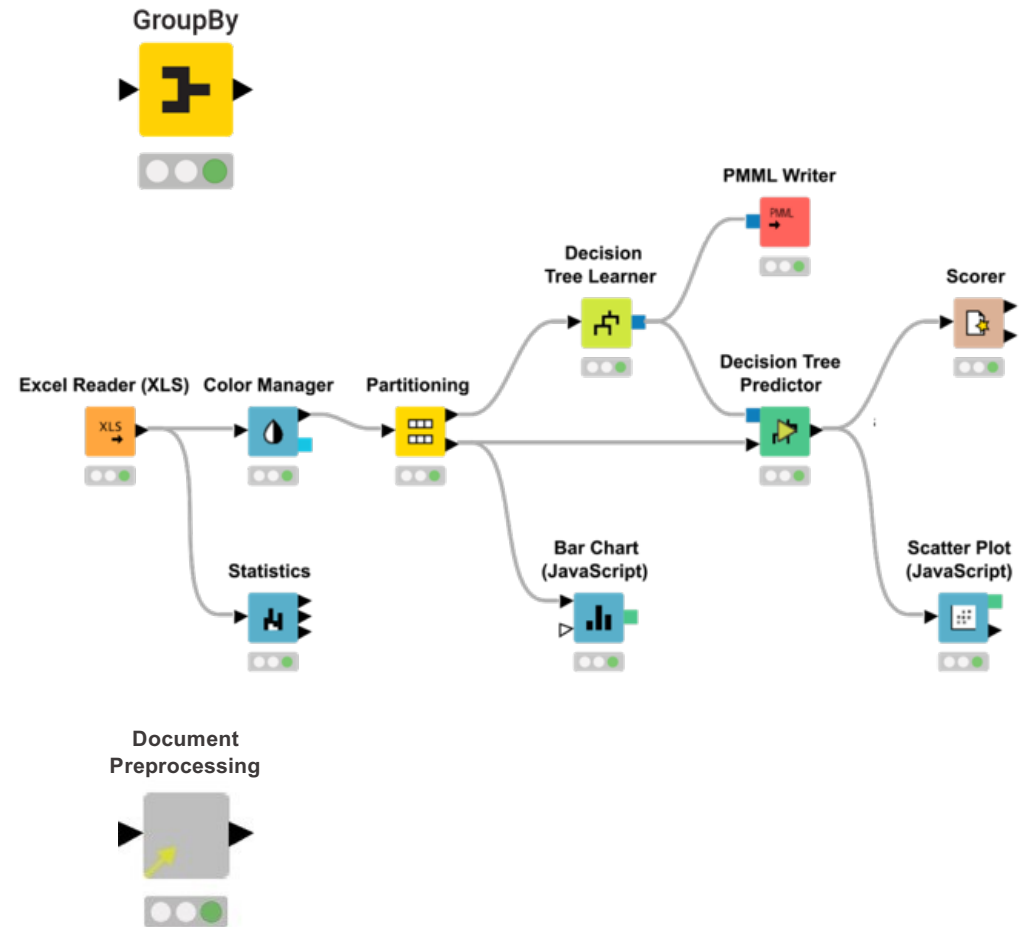 GroupBy
PMML Writer
PMML
Decision
Tree Learner
Scorer
Decision Tree
Predictor
Excel Reader (XLS)
Color Manager
Partitioning
XLS
Statistics
Bar Chart
(JavaScript)
Scatter Plot
(JavaScript)
Document
Preprocessing